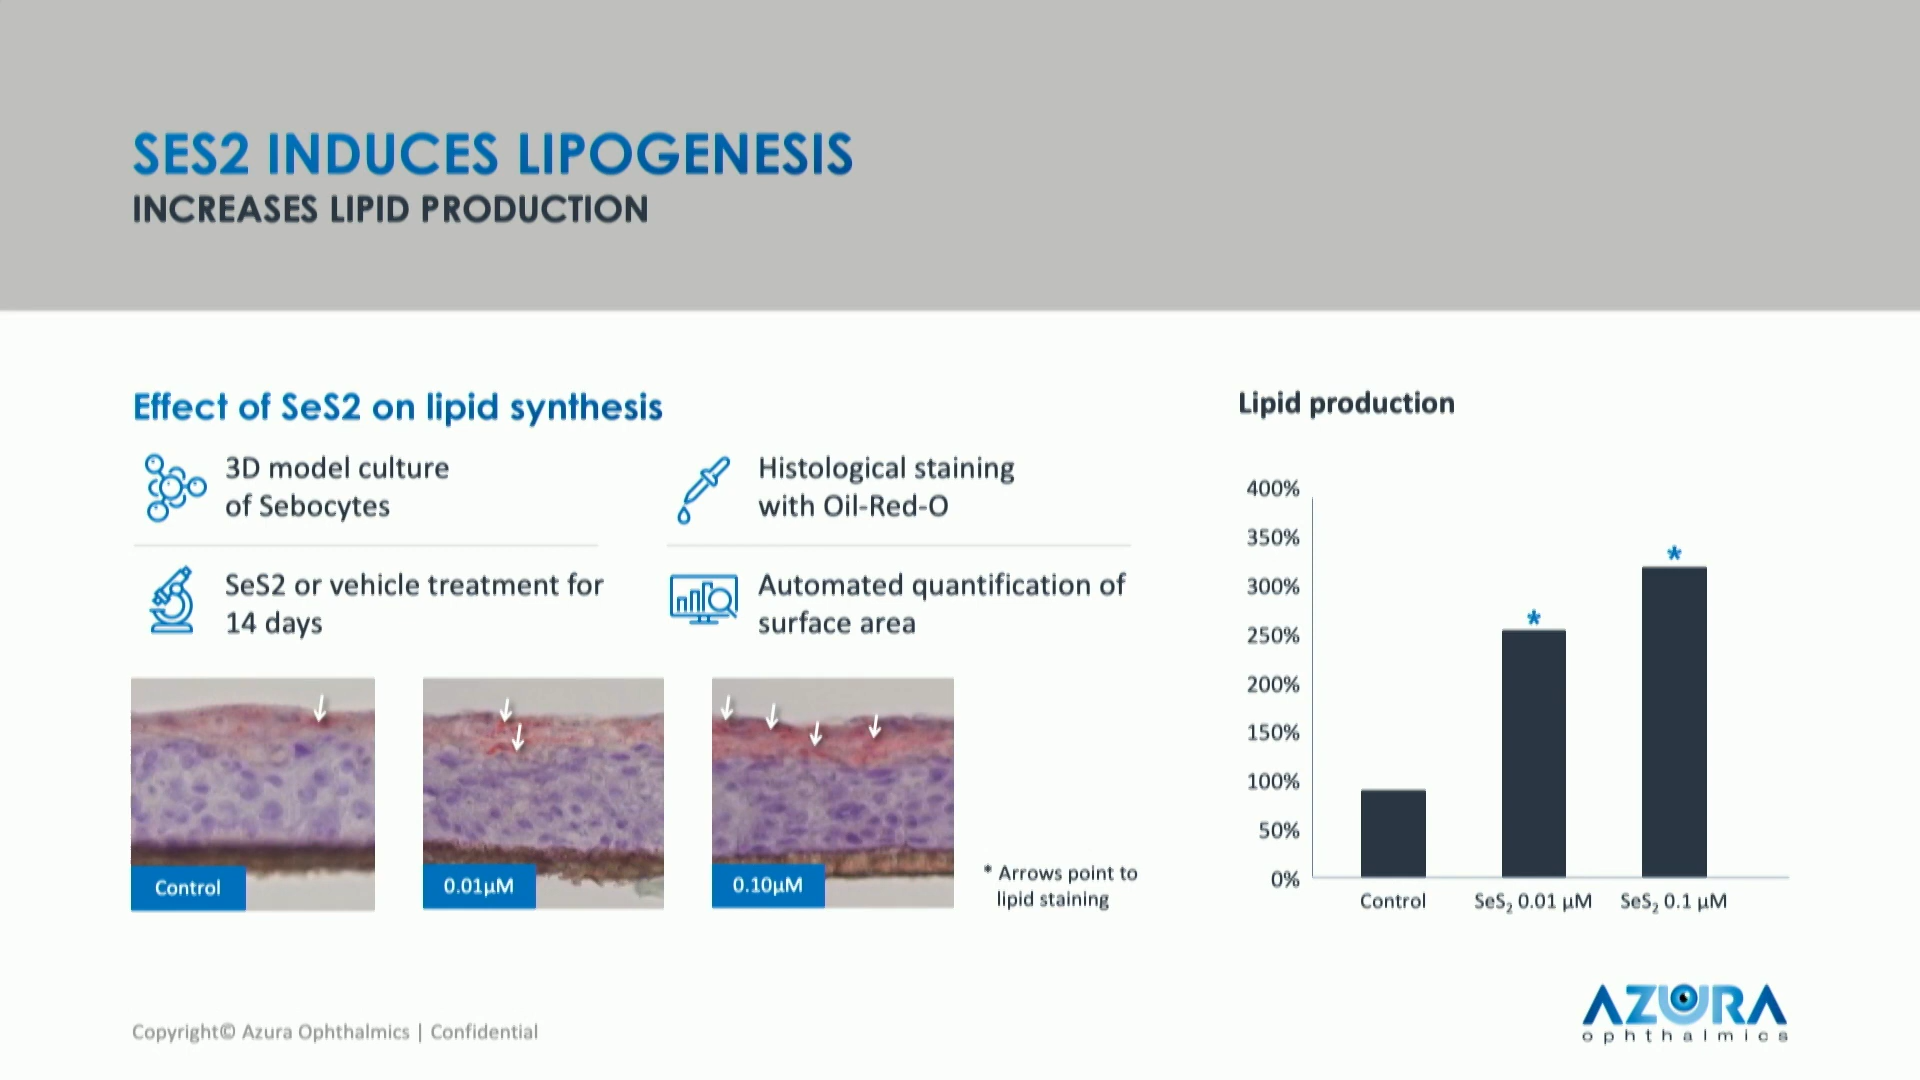 SES2 INDUCES LIPOGENESIS
INCREASES LIPID PRODUCTION
Effect of SeS2 on lipid synthesis
3D model culture
of Sebocytes
Histological staining
with Oil-Red-O
SeS2 or vehicle treatment for
14 days
Automated quantification of
surface area
Control
0.01µM
0.10µM
* Arrows point to
lipid staining
Lipid production
400%
350%
300%
250%
200%
150%
100%
50%
0%
*
*
Control
SeS₂ 0.01 µM
SeS₂ 0.1 µM
Copyright© Azura Ophthalmics | Confidential
AZURA
ophthalmics